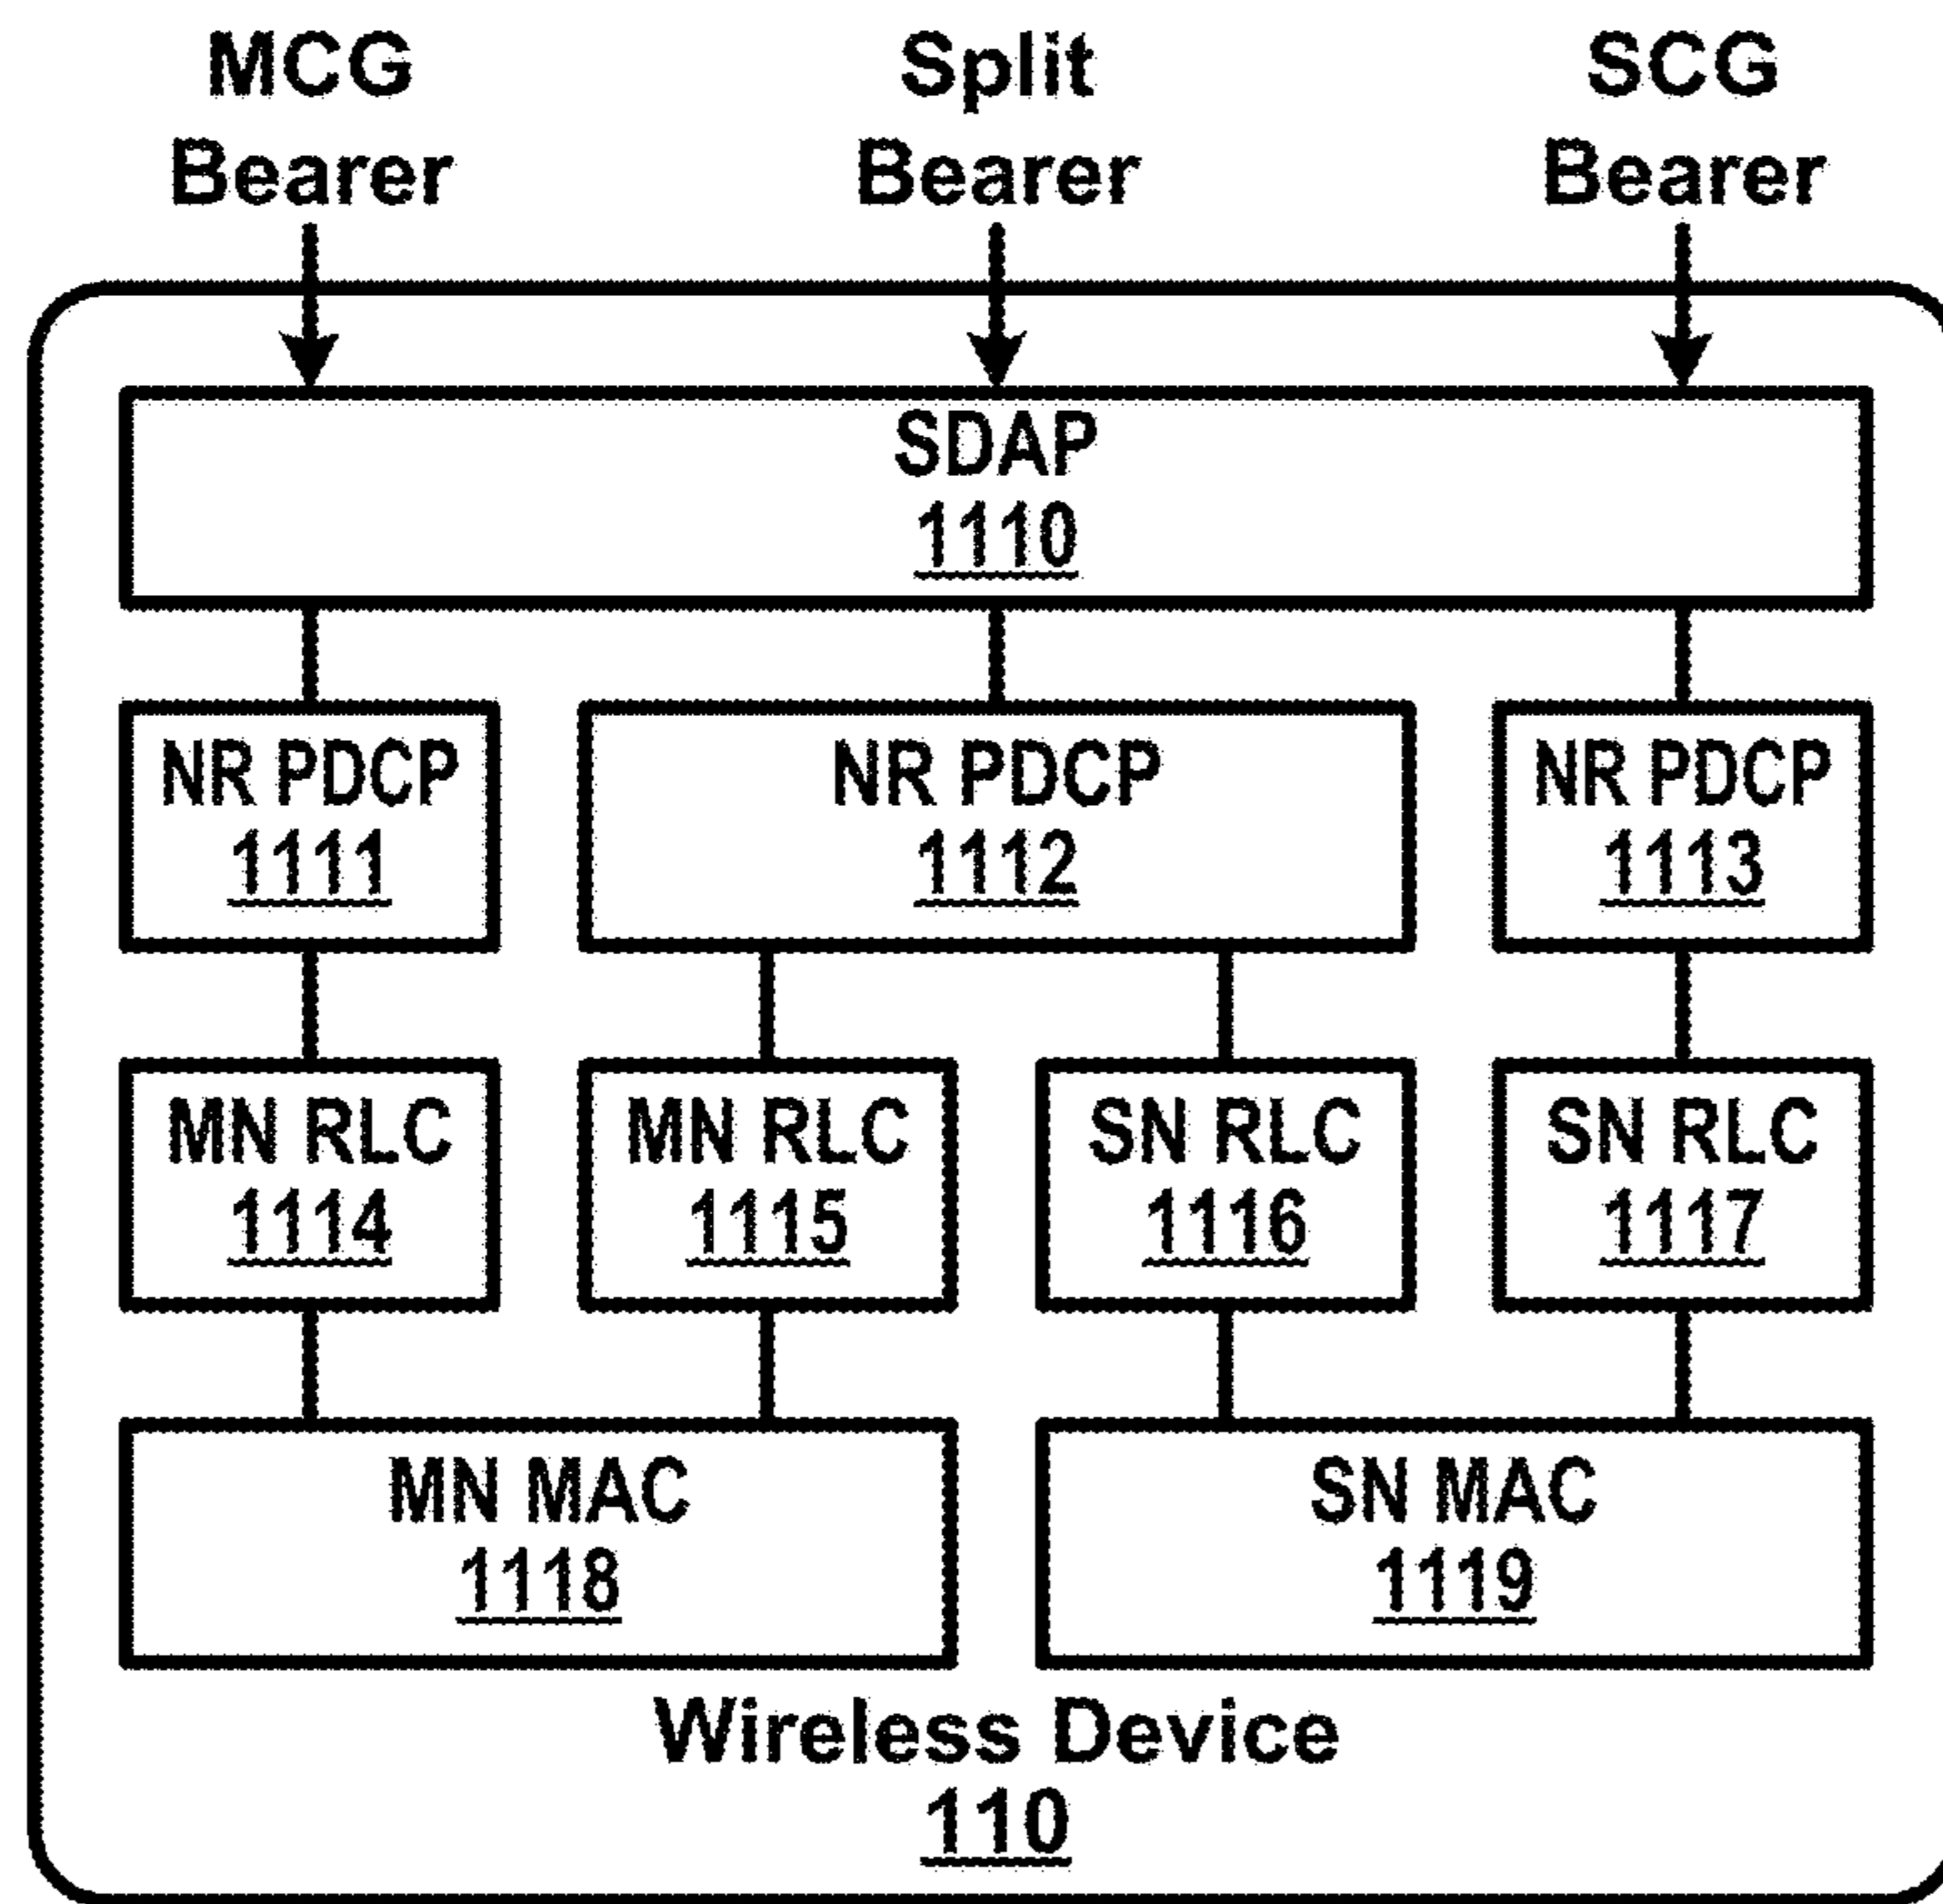 MCG
Bearer
Split
Bearer
SCG
Bearer
SDAP
1110
NR PDCP
1111
NR PDCP
1112
NR PDCP
1113
MN RLC
1114
MN RLC
1115
SN RLC
1116
SN RLC
1117
MN MAC
1118
SN MAC
1119
Wireless Device
110